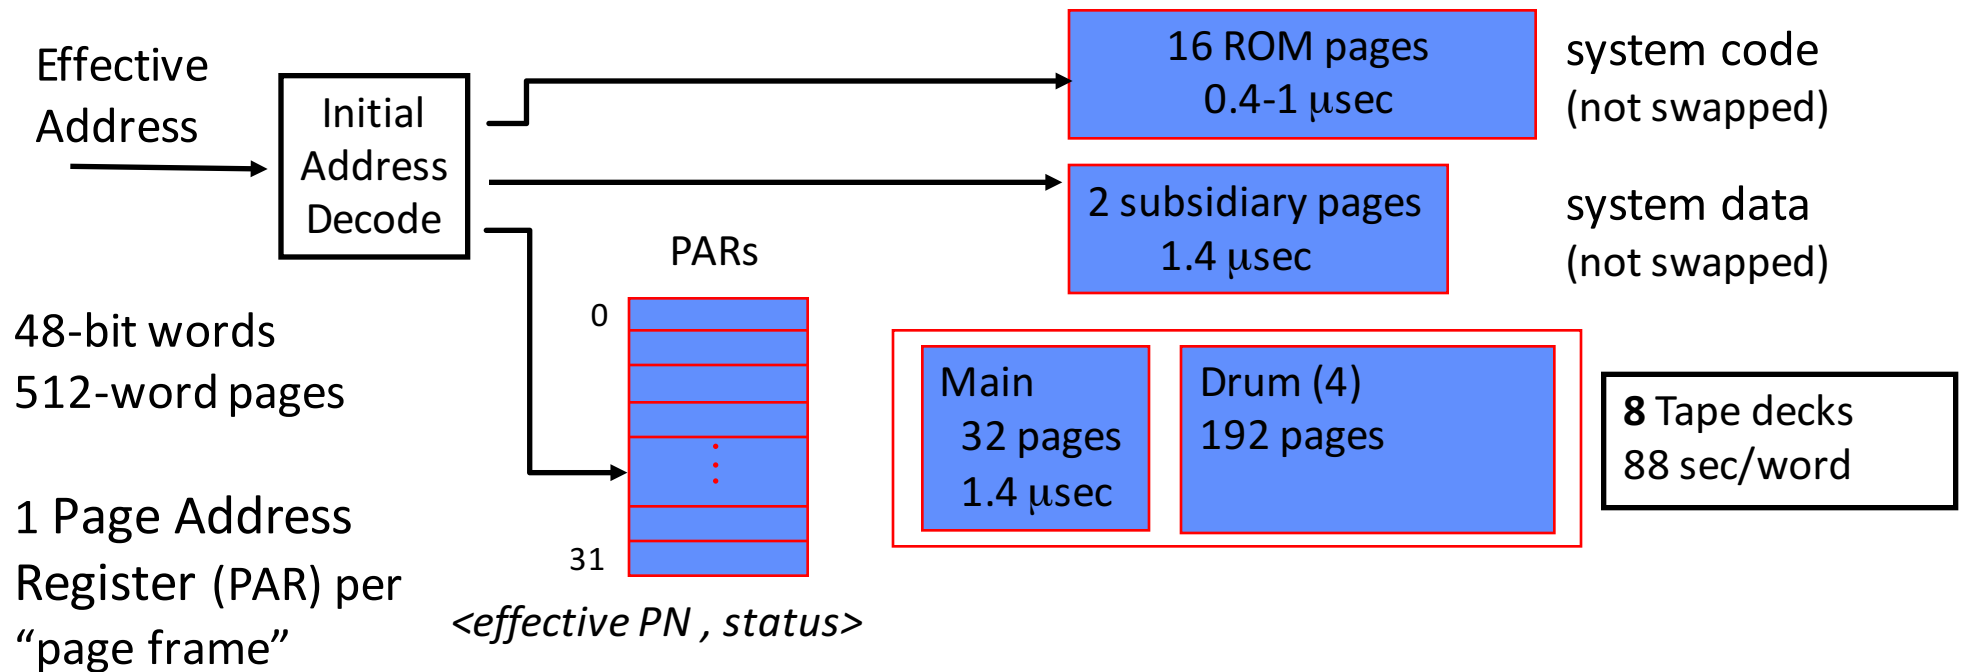 Effective
Address
Initial
Address
Decode
16 ROM pages
0.4-1 μsec
system code
(not swapped)
2 subsidiary pages
1.4 μsec
system data
(not swapped)
PARs
0
31
<effective PN , status>
48-bit words
512-word pages
1 Page Address
Register (PAR) per
“page frame”
Main
32 pages
1.4 μsec
Drum (4)
192 pages
8 Tape decks
88 sec/word